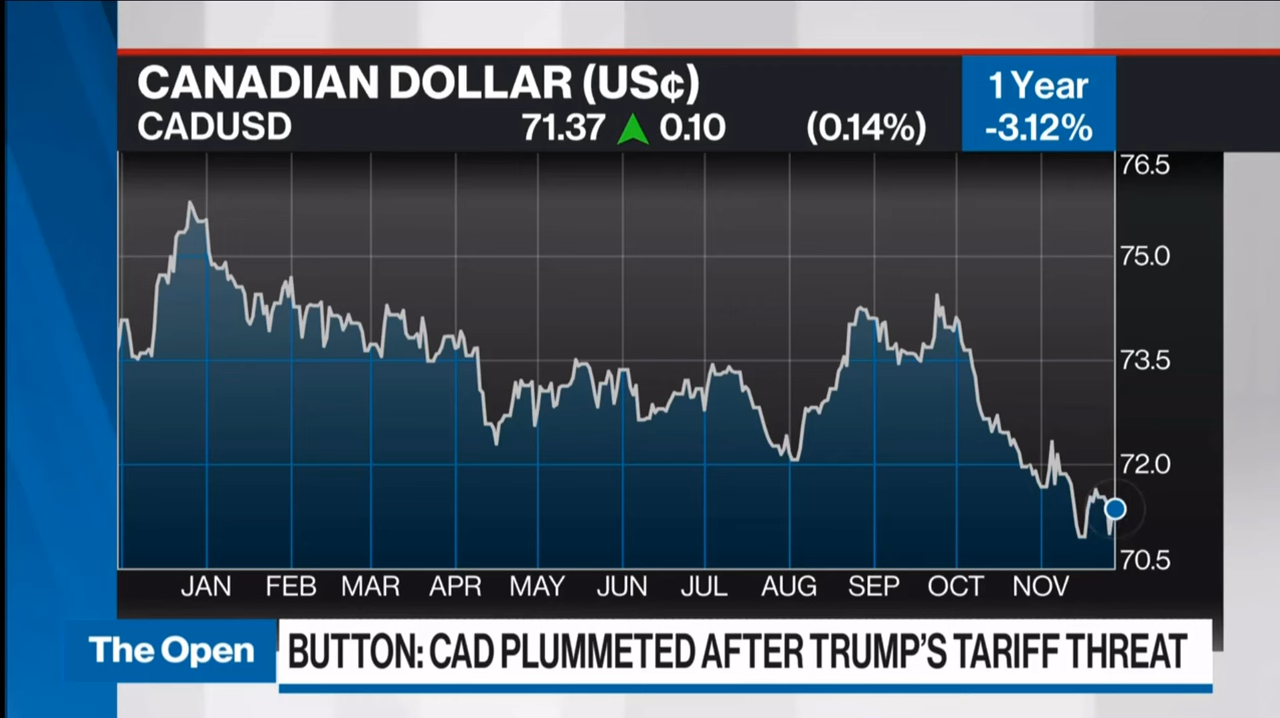 CANADIAN DOLLAR (US¢)
CADUSD 71.37 ▲ 0.10 (0.14%)
1 Year
-3.12%
76.5
75.0
73.5
72.0
70.5
JAN FEB MAR APR MAY JUN JUL AUG SEP OCT NOV
The Open
BUTTON: CAD PLUMMETED AFTER TRUMP'S TARIFF THREAT